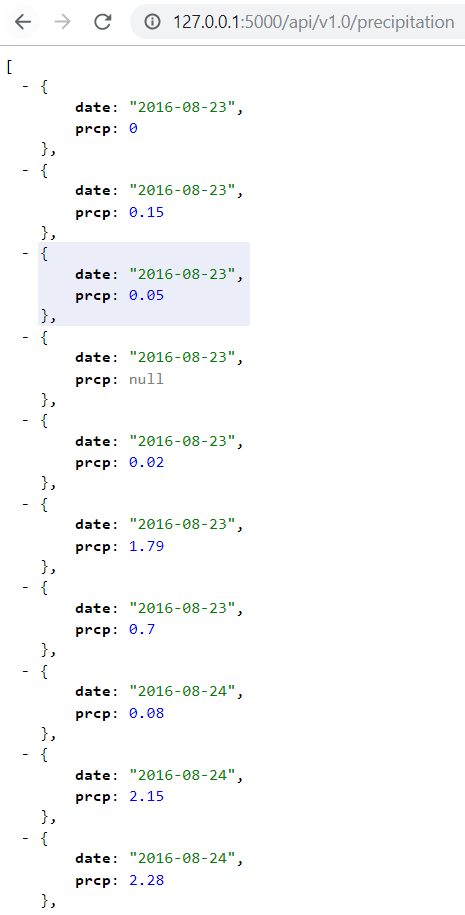 127.0.0.1:5000/api/v1.0/precipitation
[
- {
date: "2016-08-23",
prcp: 0
},
- {
date: "2016-08-23",
prcp: 0.15
},
- {
date: "2016-08-23",
prcp: 0.05
},
- {
date: "2016-08-23",
prcp: null
},
- {
date: "2016-08-23",
prcp: 0.02
},
- {
date: "2016-08-23",
prcp: 1.79
},
- {
date: "2016-08-23",
prcp: 0.7
},
- {
date: "2016-08-24",
prcp: 0.08
},
- {
date: "2016-08-24",
prcp: 2.15
},
- {
date: "2016-08-24",
prcp: 2.28
},